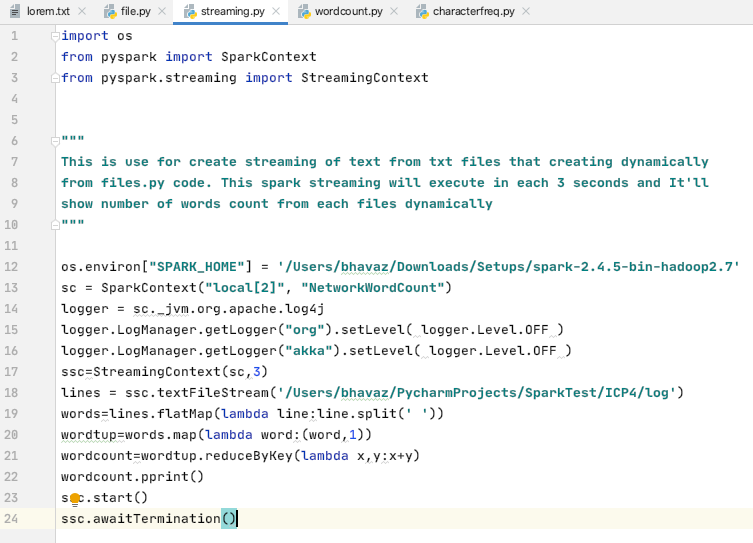 lorem.txt file.py streaming.py wordcount.py characterfreq.py
1 import os
2 from pyspark import SparkContext
3 from pyspark.streaming import StreamingContext
4
5
6 """
7 This is use for create streaming of text from txt files that creating dynamically
8 from files.py code. This spark streaming will execute in each 3 seconds and It'll
9 show number of words count from each files dynamically
10 """
11
12 os.environ["SPARK_HOME"] = '/Users/bhavaz/Downloads/Setups/spark-2.4.5-bin-hadoop2.7'
13 sc = SparkContext("local[2]", "NetworkWordCount")
14 logger = sc._jvm.org.apache.log4j
15 logger.LogManager.getLogger("org").setLevel( logger.Level.OFF )
16 logger.LogManager.getLogger("akka").setLevel( logger.Level.OFF )
17 ssc=StreamingContext(sc,3)
18 lines = ssc.textFileStream('/Users/bhavaz/PycharmProjects/SparkTest/ICP4/log')
19 words=lines.flatMap(lambda line:line.split(' '))
20 wordtup=words.map(lambda word:(word,1))
21 wordcount=wordtup.reduceByKey(lambda x,y:x+y)
22 wordcount.pprint()
23 ssc.start()
24 ssc.awaitTermination()